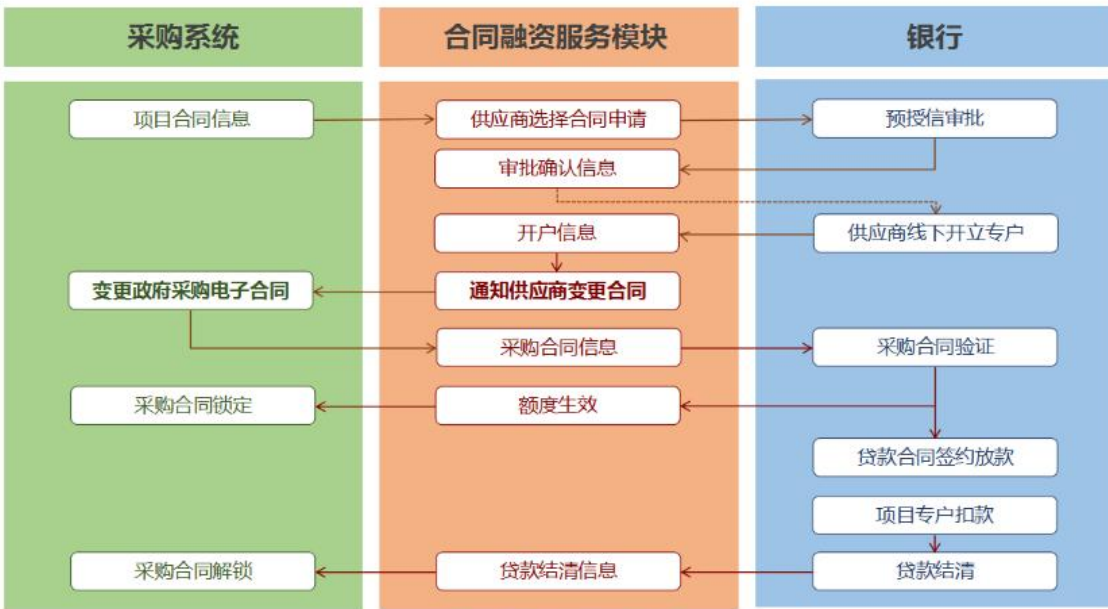 采购系统
合同融资服务模块
银行
项目合同信息
供应商选择合同申请
预授信审批
审批确认信息
开户信息
供应商线下开立专户
变更政府采购电子合同
通知供应商变更合同
采购合同信息
采购合同验证
采购合同锁定
额度生效
贷款合同签约放款
项目专户扣款
采购合同解锁
贷款结清信息
贷款结清